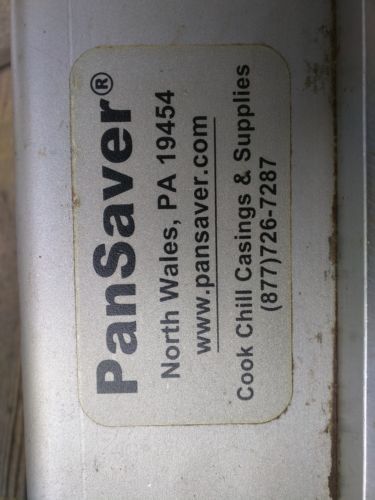 PanSaver®
North Wales, PA 19454
www.pansaver.com
Cook Chill Casings & Supplies
(877)726-7287